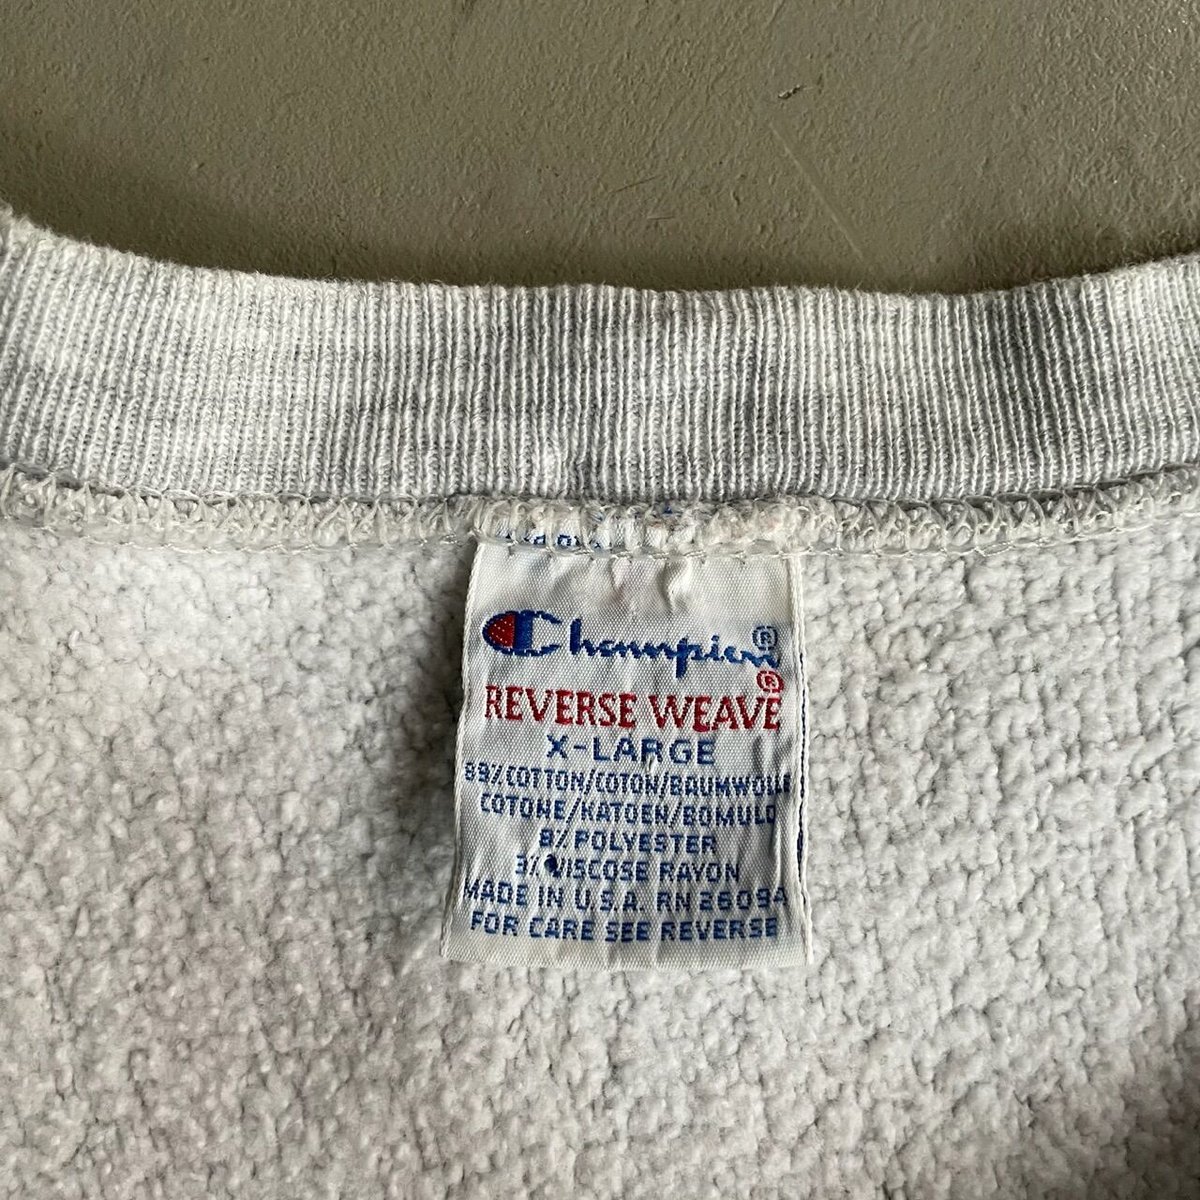 Champion®
REVERSE WEAVE®
X-LARGE
89% COTTON/COTON/BAUMWOLLE
COTONE/KATOEN/BOMULD
8% POLYESTER
3% VISCOSE RAYON
MADE IN U.S.A. RN 26094
FOR CARE SEE REVERSE